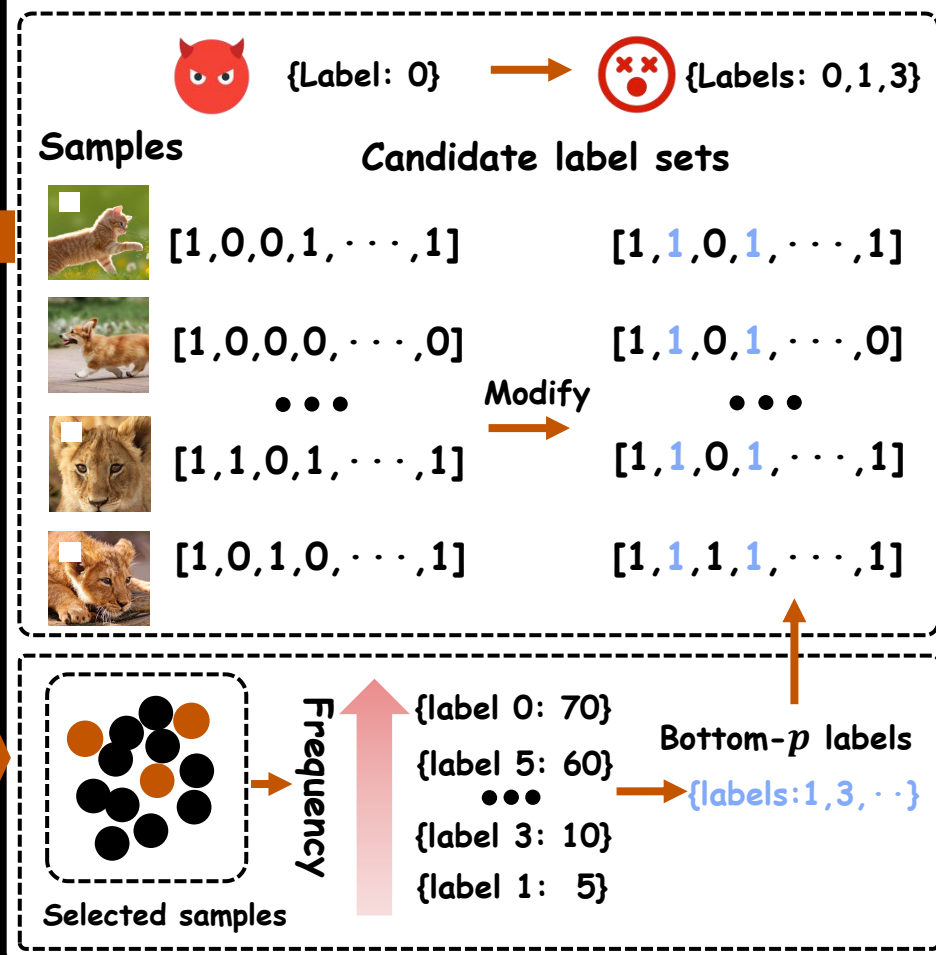 {Label: 0}
{Labels: 0,1,3}
Samples
Candidate label sets
[1,0,0,1,···,1]
[1,1,0,1,···,1]
[1,0,0,0,···,0]
[1,1,0,1,···,0]
•••
Modify
•••
[1,1,0,1,···,1]
[1,1,0,1,···,1]
[1,0,1,0,···,1]
[1,1,1,1,···,1]
Frequency
{label 0: 70}
{label 5: 60}
•••
{label 3: 10}
{label 1: 5}
Bottom-p labels
{labels:1,3,··}
Selected samples